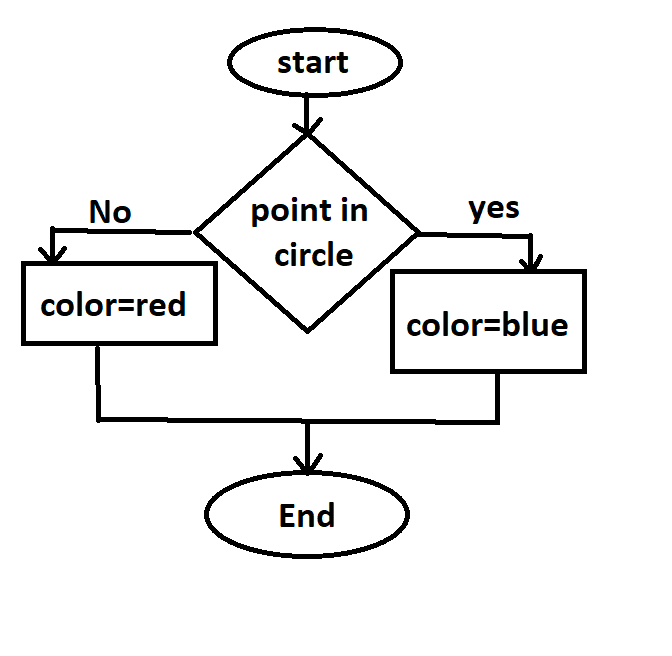 start
No
yes
point in
circle
color=red
color=blue
End